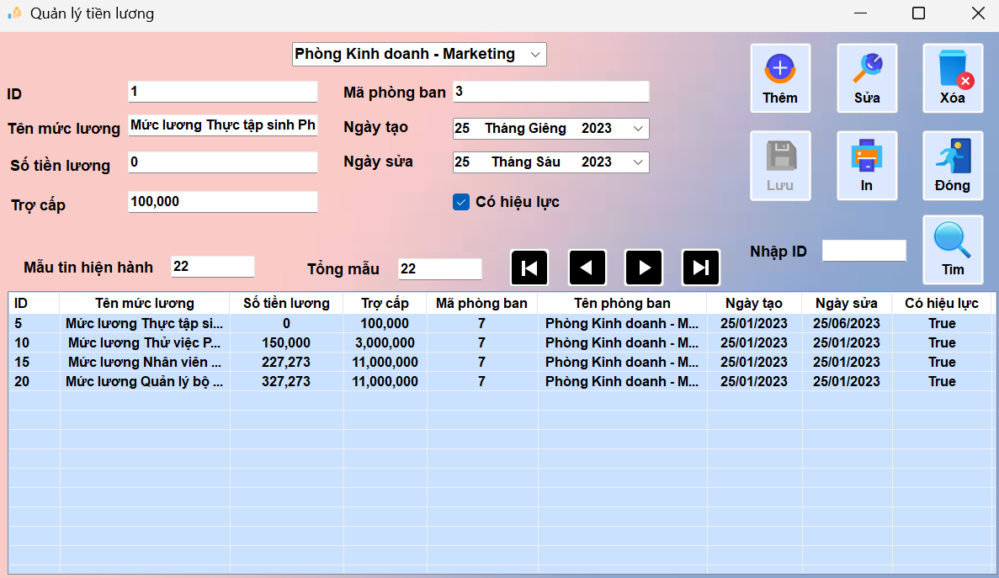 Quản lý tiền lương
Phòng Kinh doanh - Marketing
ID 1 Mã phòng ban 3
Tên mức lương Mức lương Thực tập sinh Ph Ngày tạo 25 Tháng Giêng 2023
Số tiền lương 0 Ngày sửa 25 Tháng Sáu 2023
Trợ cấp 100,000 Có hiệu lực
Thêm Sửa Xóa
Lưu In Đóng
Mẫu tin hiện hành 22 Tổng mẫu 22 Nhập ID Tìm
ID Tên mức lương Số tiền lương Trợ cấp Mã phòng ban Tên phòng ban Ngày tạo Ngày sửa Có hiệu lực
5 Mức lương Thực tập si... 0 100,000 7 Phòng Kinh doanh - M... 25/01/2023 25/06/2023 True
10 Mức lương Thử việc P... 150,000 3,000,000 7 Phòng Kinh doanh - M... 25/01/2023 25/01/2023 True
15 Mức lương Nhân viên ... 227,273 11,000,000 7 Phòng Kinh doanh - M... 25/01/2023 25/01/2023 True
20 Mức lương Quản lý bộ ... 327,273 11,000,000 7 Phòng Kinh doanh - M... 25/01/2023 25/01/2023 True